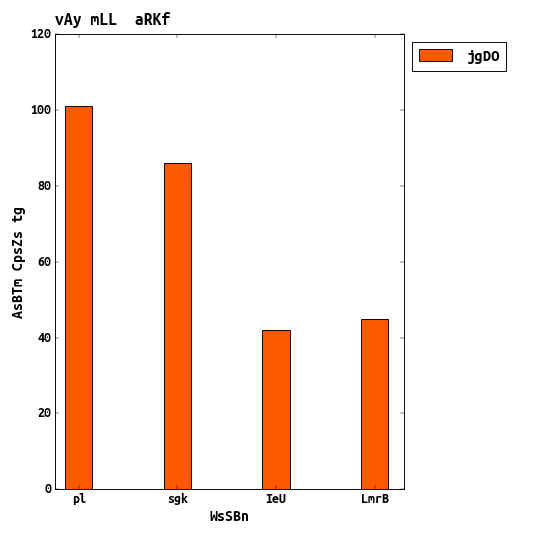 vAy mLL  aRKf
jgDO
120
100
80
60
40
20
0
AsBTm CpsZs tg
pl sgk IeU LmrB
WsSBn